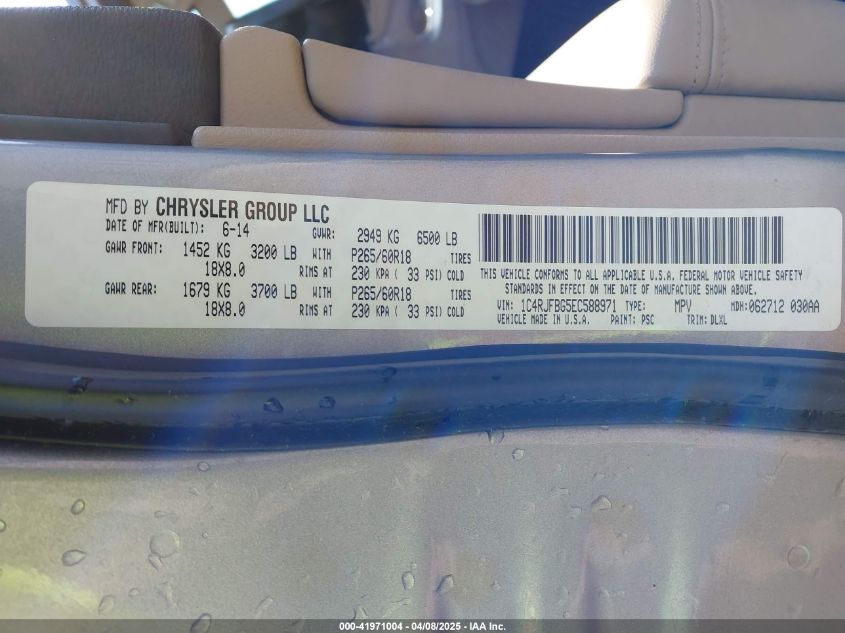 MFD BY CHRYSLER GROUP LLC
DATE OF MFR(BUILT): 6-14 GVWR: 2949 KG 6500 LB
GAWR FRONT: 1452 KG 3200 LB WITH P265/60R18 TIRES
18X8.0 RIMS AT 230 KPA ( 33 PSI) COLD
GAWR REAR: 1679 KG 3700 LB WITH P265/60R18 TIRES
18X8.0 RIMS AT 230 KPA ( 33 PSI) COLD
THIS VEHICLE CONFORMS TO ALL APPLICABLE U.S.A. FEDERAL MOTOR VEHICLE SAFETY
STANDARDS IN EFFECT ON THE DATE OF MANUFACTURE SHOWN ABOVE.
VIN: 1C4RJFBG5EC588971 TYPE: MPV MDH:062712 030AA
VEHICLE MADE IN U.S.A. PAINT: PSC TRIM: DLXL
000-41971004 - 04/08/2025 - IAA Inc.